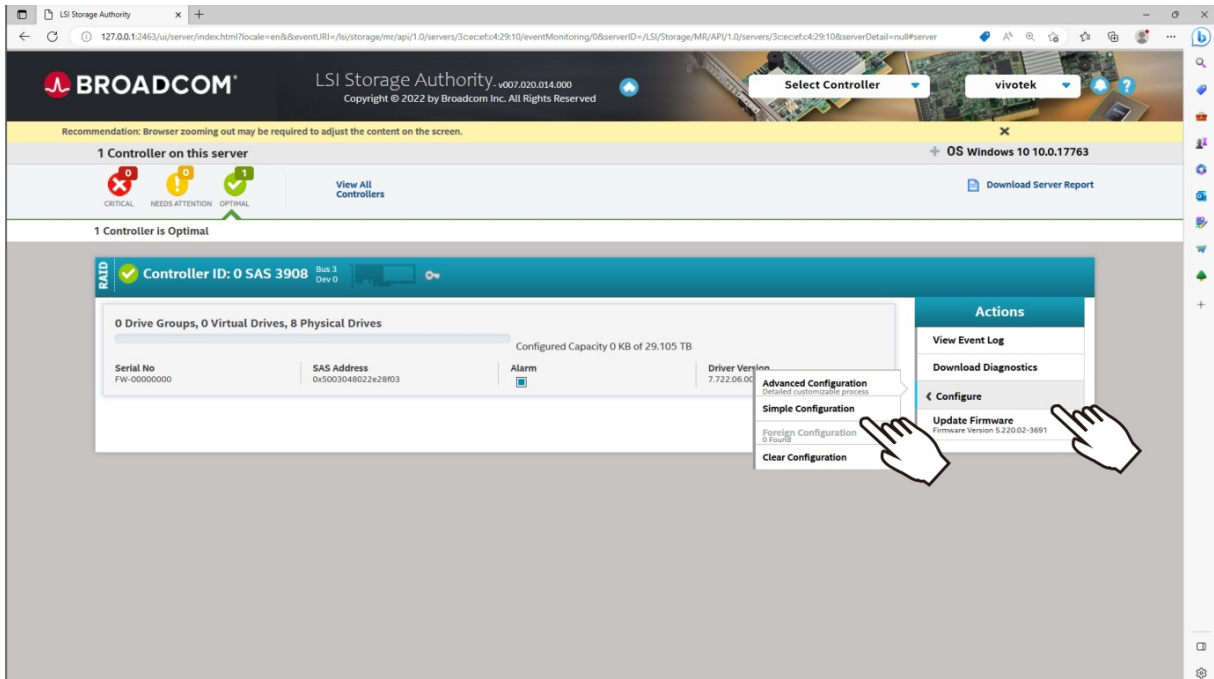 LSI Storage Authority
127.0.0.1:2463/ui/server/index.html?locale=en&&eventURI=/lsi/storage/mr/api/1.0/servers/3:ce:ce:fc:c4:29:10/eventMonitoring/0&serverID=/LSI/Storage/MR/API/1.0/servers/3:ce:ce:fc:c4:29:10&serverDetail=null#server
BROADCOM
LSI Storage Authority v007.020.014.000
Copyright © 2022 by Broadcom Inc. All Rights Reserved
Select Controller
vivotek
?
Recommendation: Browser zooming out may be required to adjust the content on the screen.
1 Controller on this server
OS Windows 10 10.0.17763
0
0
1
CRITICAL
NEEDS ATTENTION
OPTIMAL
View All
Controllers
Download Server Report
1 Controller is Optimal
RAID
Controller ID: 0 SAS 3908
Bus 3
Dev 0
0 Drive Groups, 0 Virtual Drives, 8 Physical Drives
Configured Capacity 0 KB of 29.105 TB
Serial No
FW-00000000
SAS Address
0x5003048022e28f03
Alarm
Driver Version
7.722.06.00
Actions
View Event Log
Download Diagnostics
Configure
Update Firmware
Firmware Version 5.220.02-3691
Advanced Configuration
Detailed customizable process
Simple Configuration
Foreign Configuration
0 Found
Clear Configuration